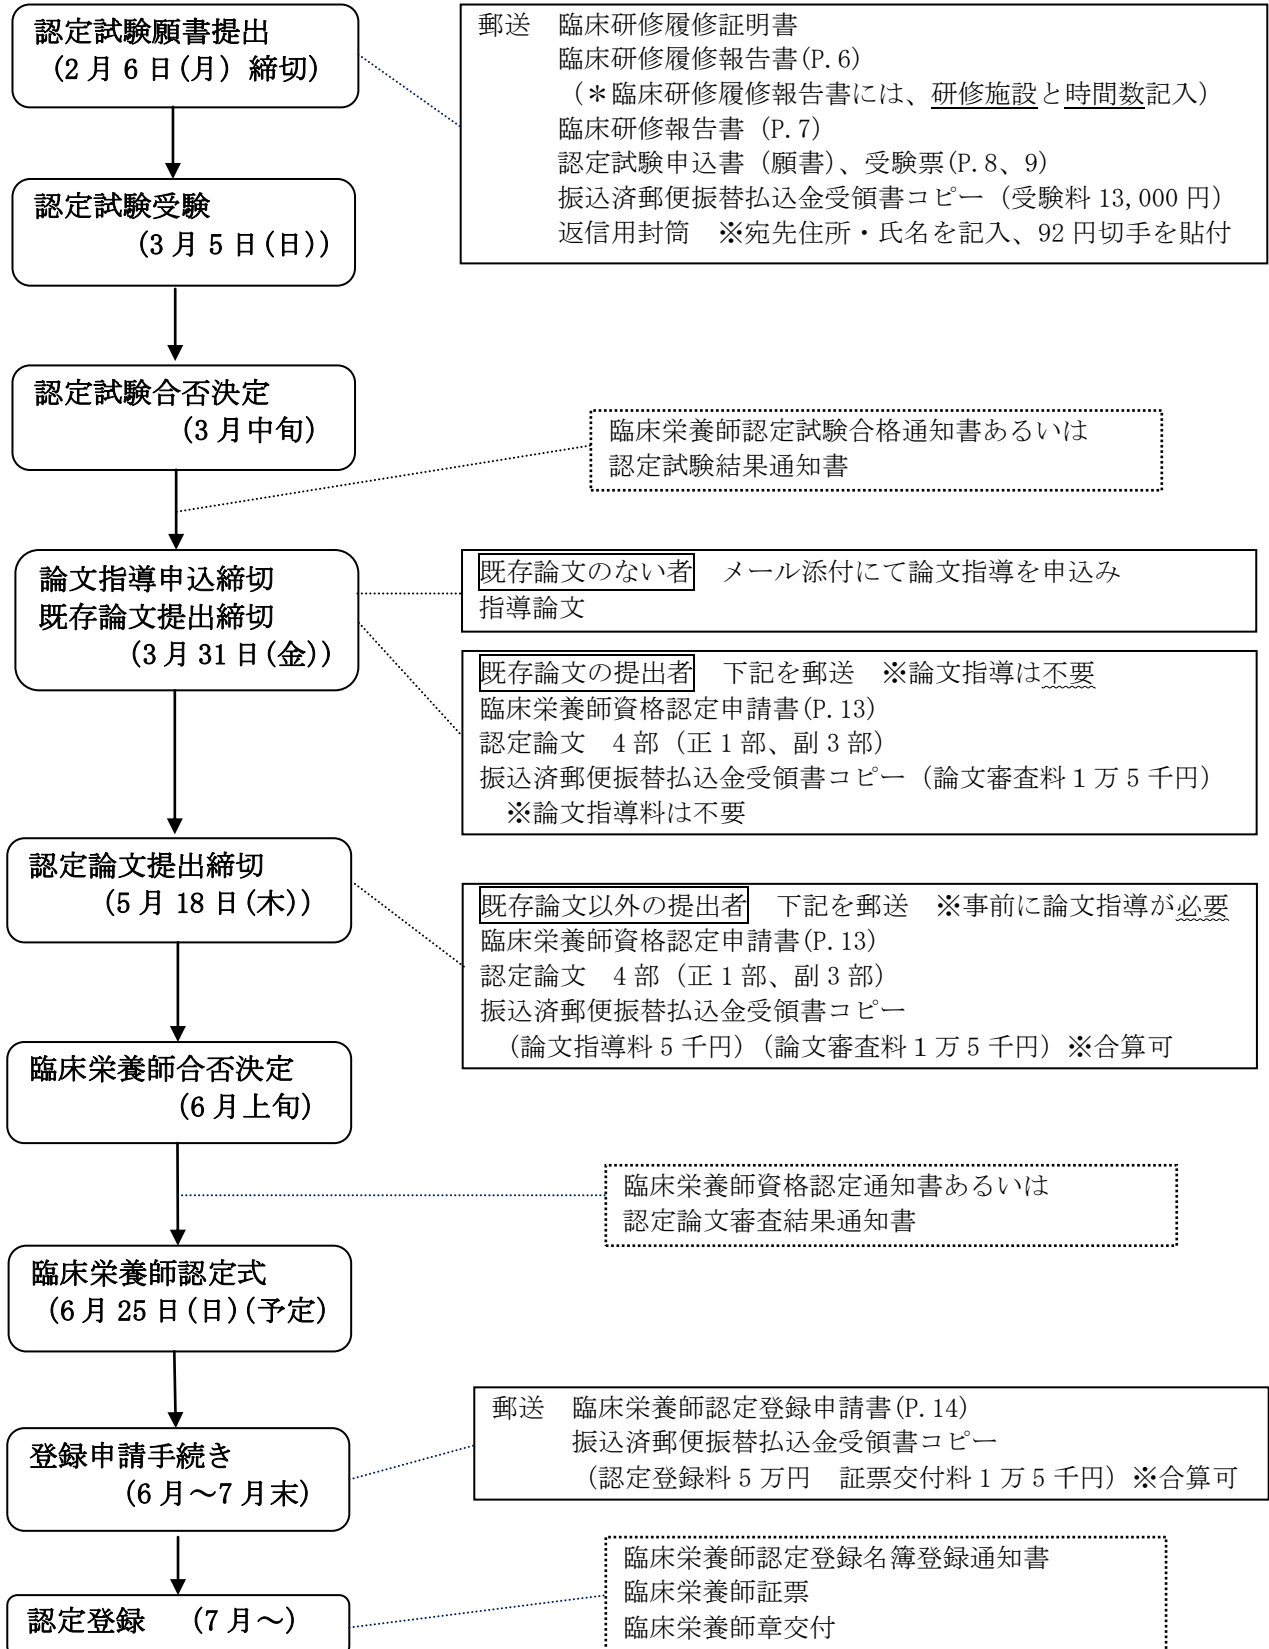 認定試験願書提出
(2月6日(月) 締切)
郵送　臨床研修履修証明書
臨床研修履修報告書(P.6)
(＊臨床研修履修報告書には、研修施設と時間数記入)
臨床研修報告書 (P.7)
認定試験申込書 (願書)、受験票(P.8、9)
振込済郵便振替払込金受領書コピー (受験料 13,000 円)
返信用封筒　※宛先住所・氏名を記入、92 円切手を貼付
認定試験受験
(3月5日(日))
認定試験合否決定
(3月中旬)
臨床栄養師認定試験合格通知書あるいは
認定試験結果通知書
論文指導申込締切
既存論文提出締切
(3月31日(金))
既存論文のない者　メール添付にて論文指導を申込み
指導論文
既存論文の提出者　下記を郵送　※論文指導は不要
臨床栄養師資格認定申請書(P.13)
認定論文　4部 (正1部、副3部)
振込済郵便振替払込金受領書コピー (論文審査料1万5千円)
※論文指導料は不要
認定論文提出締切
(5月18日(木))
既存論文以外の提出者　下記を郵送　※事前に論文指導が必要
臨床栄養師資格認定申請書(P.13)
認定論文　4部 (正1部、副3部)
振込済郵便振替払込金受領書コピー
(論文指導料5千円) (論文審査料1万5千円) ※合算可
臨床栄養師合否決定
(6月上旬)
臨床栄養師資格認定通知書あるいは
認定論文審査結果通知書
臨床栄養師認定式
(6月25日(日)(予定)
登録申請手続き
(6月～7月末)
郵送　臨床栄養師認定登録申請書(P.14)
振込済郵便振替払込金受領書コピー
(認定登録料5万円　証票交付料1万5千円) ※合算可
認定登録　(7月～)
臨床栄養師認定登録名簿登録通知書
臨床栄養師証票
臨床栄養師章交付